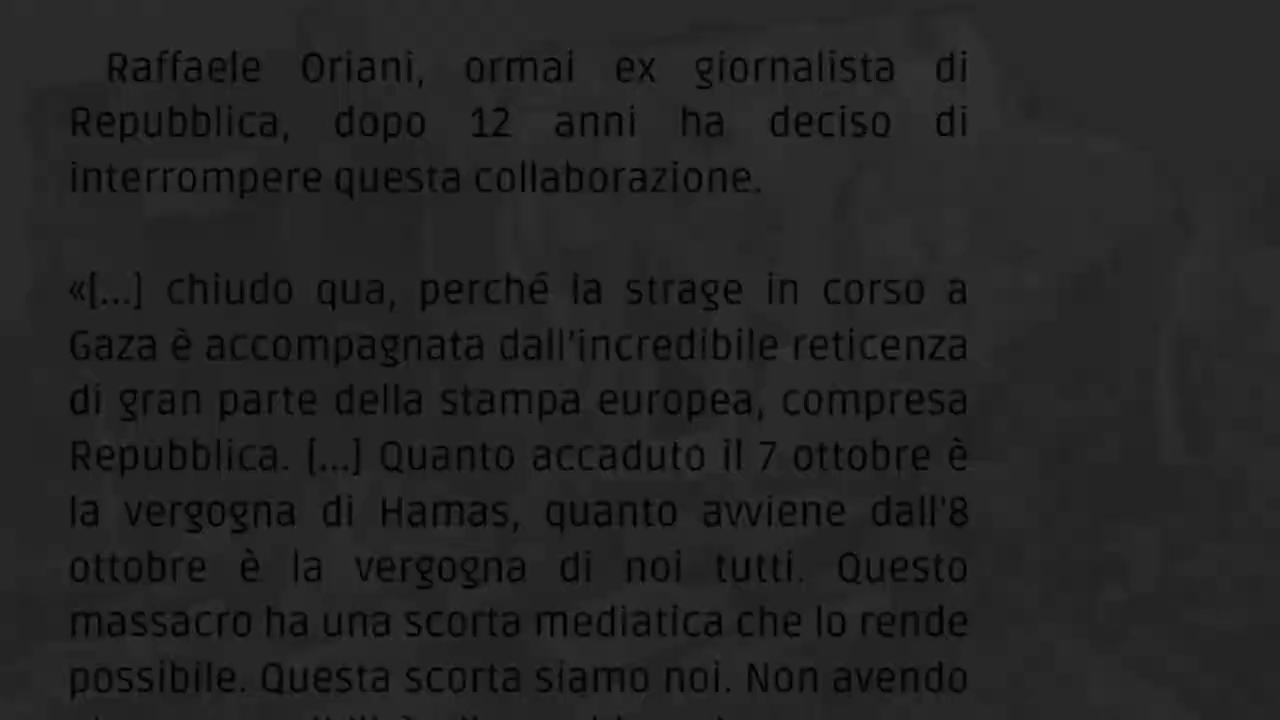 Raffaele Oriani, ormai ex giornalista di
Repubblica, dopo 12 anni ha deciso di
interrompere questa collaborazione.
«[...] chiudo qua, perché la strage in corso a
Gaza è accompagnata dall'incredibile reticenza
di gran parte della stampa europea, compresa
Repubblica. [...] Quanto accaduto il 7 ottobre è
la vergogna di Hamas, quanto avviene dall'8
ottobre è la vergogna di noi tutti. Questo
massacro ha una scorta mediatica che lo rende
possibile. Questa scorta siamo noi. Non avendo